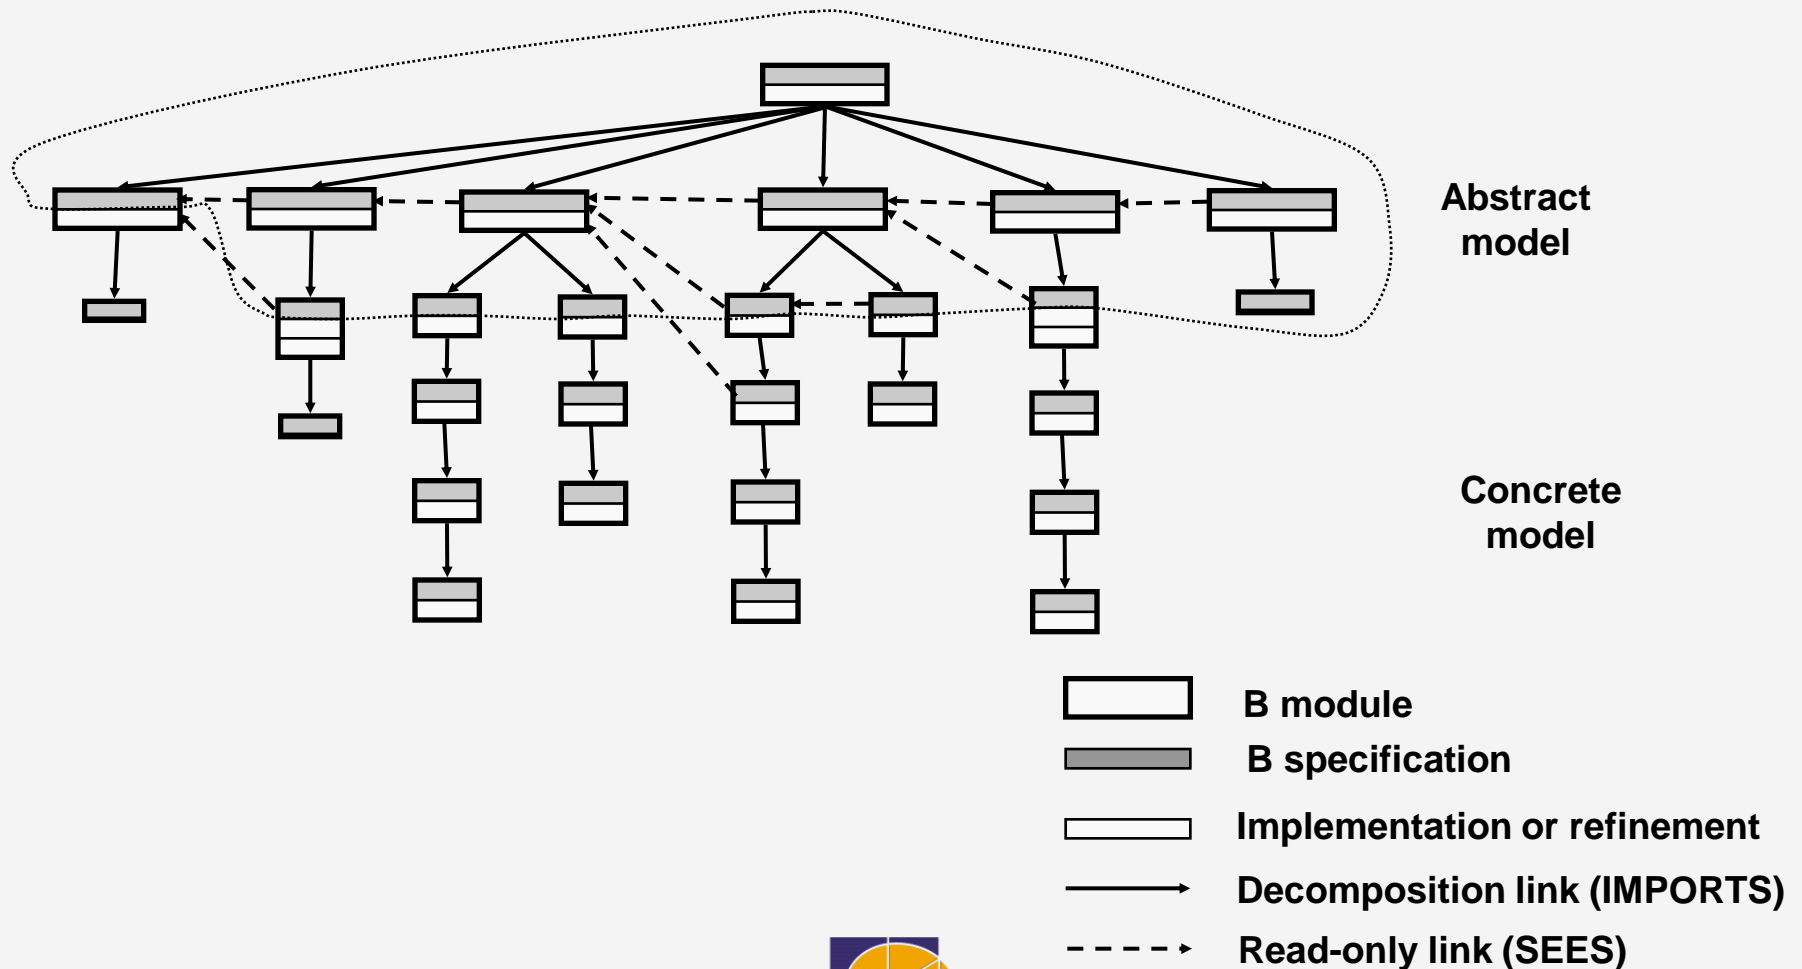 Abstract
model
Concrete
model
B module
B specification
Implementation or refinement
Decomposition link (IMPORTS)
Read-only link (SEES)